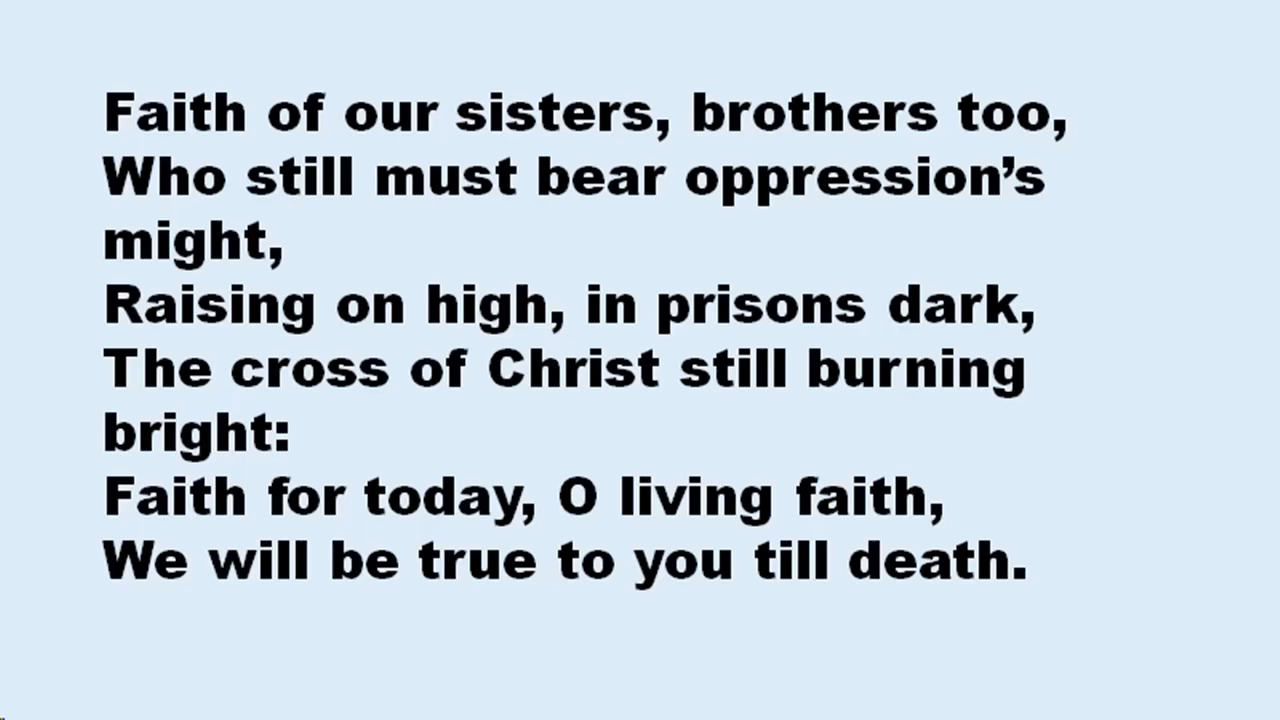 Faith of our sisters, brothers too,
Who still must bear oppression’s
might,
Raising on high, in prisons dark,
The cross of Christ still burning
bright:
Faith for today, O living faith,
We will be true to you till death.